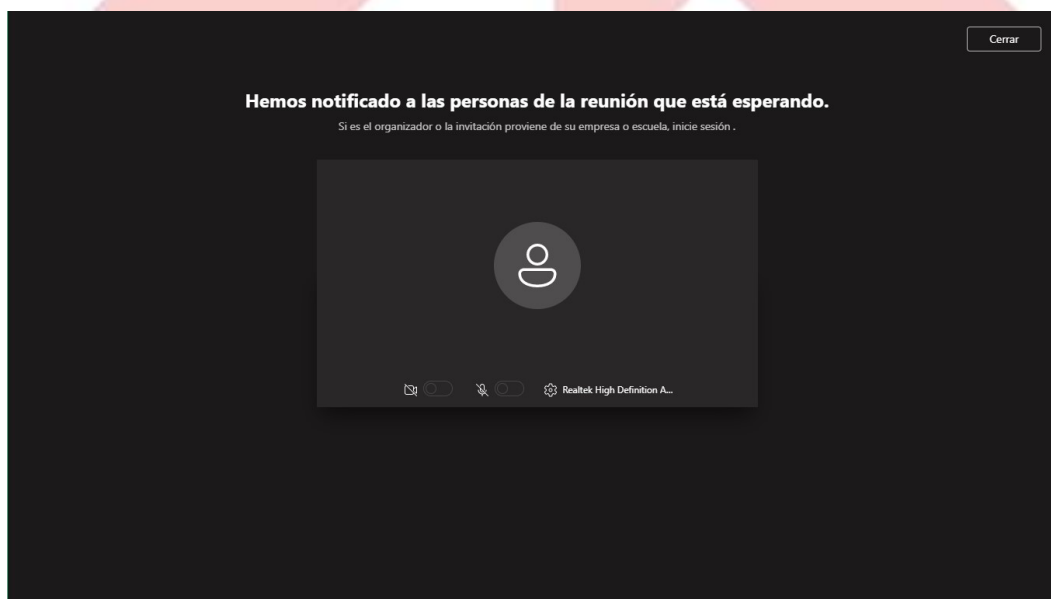 Cerrar
Hemos notificado a las personas de la reunión que está esperando.
Si es el organizador o la invitación proviene de su empresa o escuela, inicie sesión .
Realtek High Definition A...